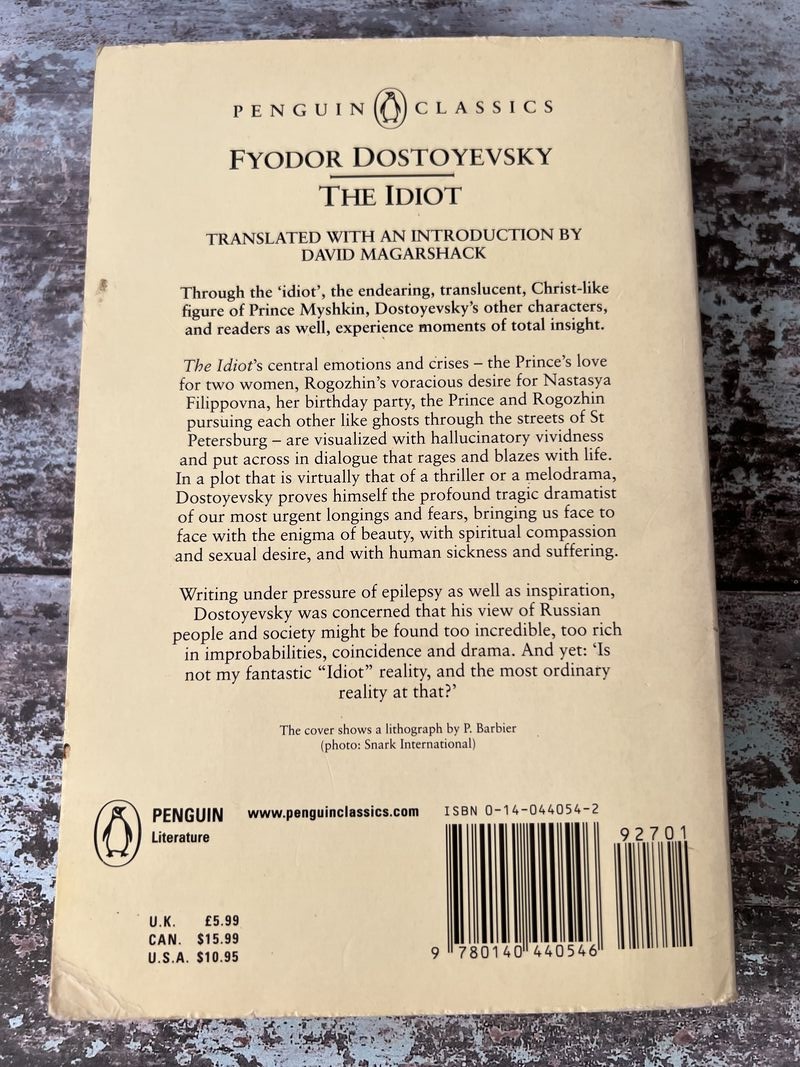 PENGUIN CLASSICS
FYODOR DOSTOYEVSKY
THE IDIOT
TRANSLATED WITH AN INTRODUCTION BY
DAVID MAGARSHACK
Through the ‘idiot’, the endearing, translucent, Christ-like
figure of Prince Myshkin, Dostoyevsky’s other characters,
and readers as well, experience moments of total insight.
The Idiot’s central emotions and crises – the Prince’s love
for two women, Rogozhin’s voracious desire for Nastasya
Filippovna, her birthday party, the Prince and Rogozhin
pursuing each other like ghosts through the streets of St
Petersburg – are visualized with hallucinatory vividness
and put across in dialogue that rages and blazes with life.
In a plot that is virtually that of a thriller or a melodrama,
Dostoyevsky proves himself the profound tragic dramatist
of our most urgent longings and fears, bringing us face to
face with the enigma of beauty, with spiritual compassion
and sexual desire, and with human sickness and suffering.
Writing under pressure of epilepsy as well as inspiration,
Dostoyevsky was concerned that his view of Russian
people and society might be found too incredible, too rich
in improbabilities, coincidence and drama. And yet: ‘Is
not my fantastic “Idiot” reality, and the most ordinary
reality at that?’
The cover shows a lithograph by P. Barbier
(photo: Snark International)
PENGUIN
Literature
www.penguinclassics.com
ISBN 0-14-044054-2
92701
9 780140 440546
U.K. £5.99
CAN. $15.99
U.S.A. $10.95